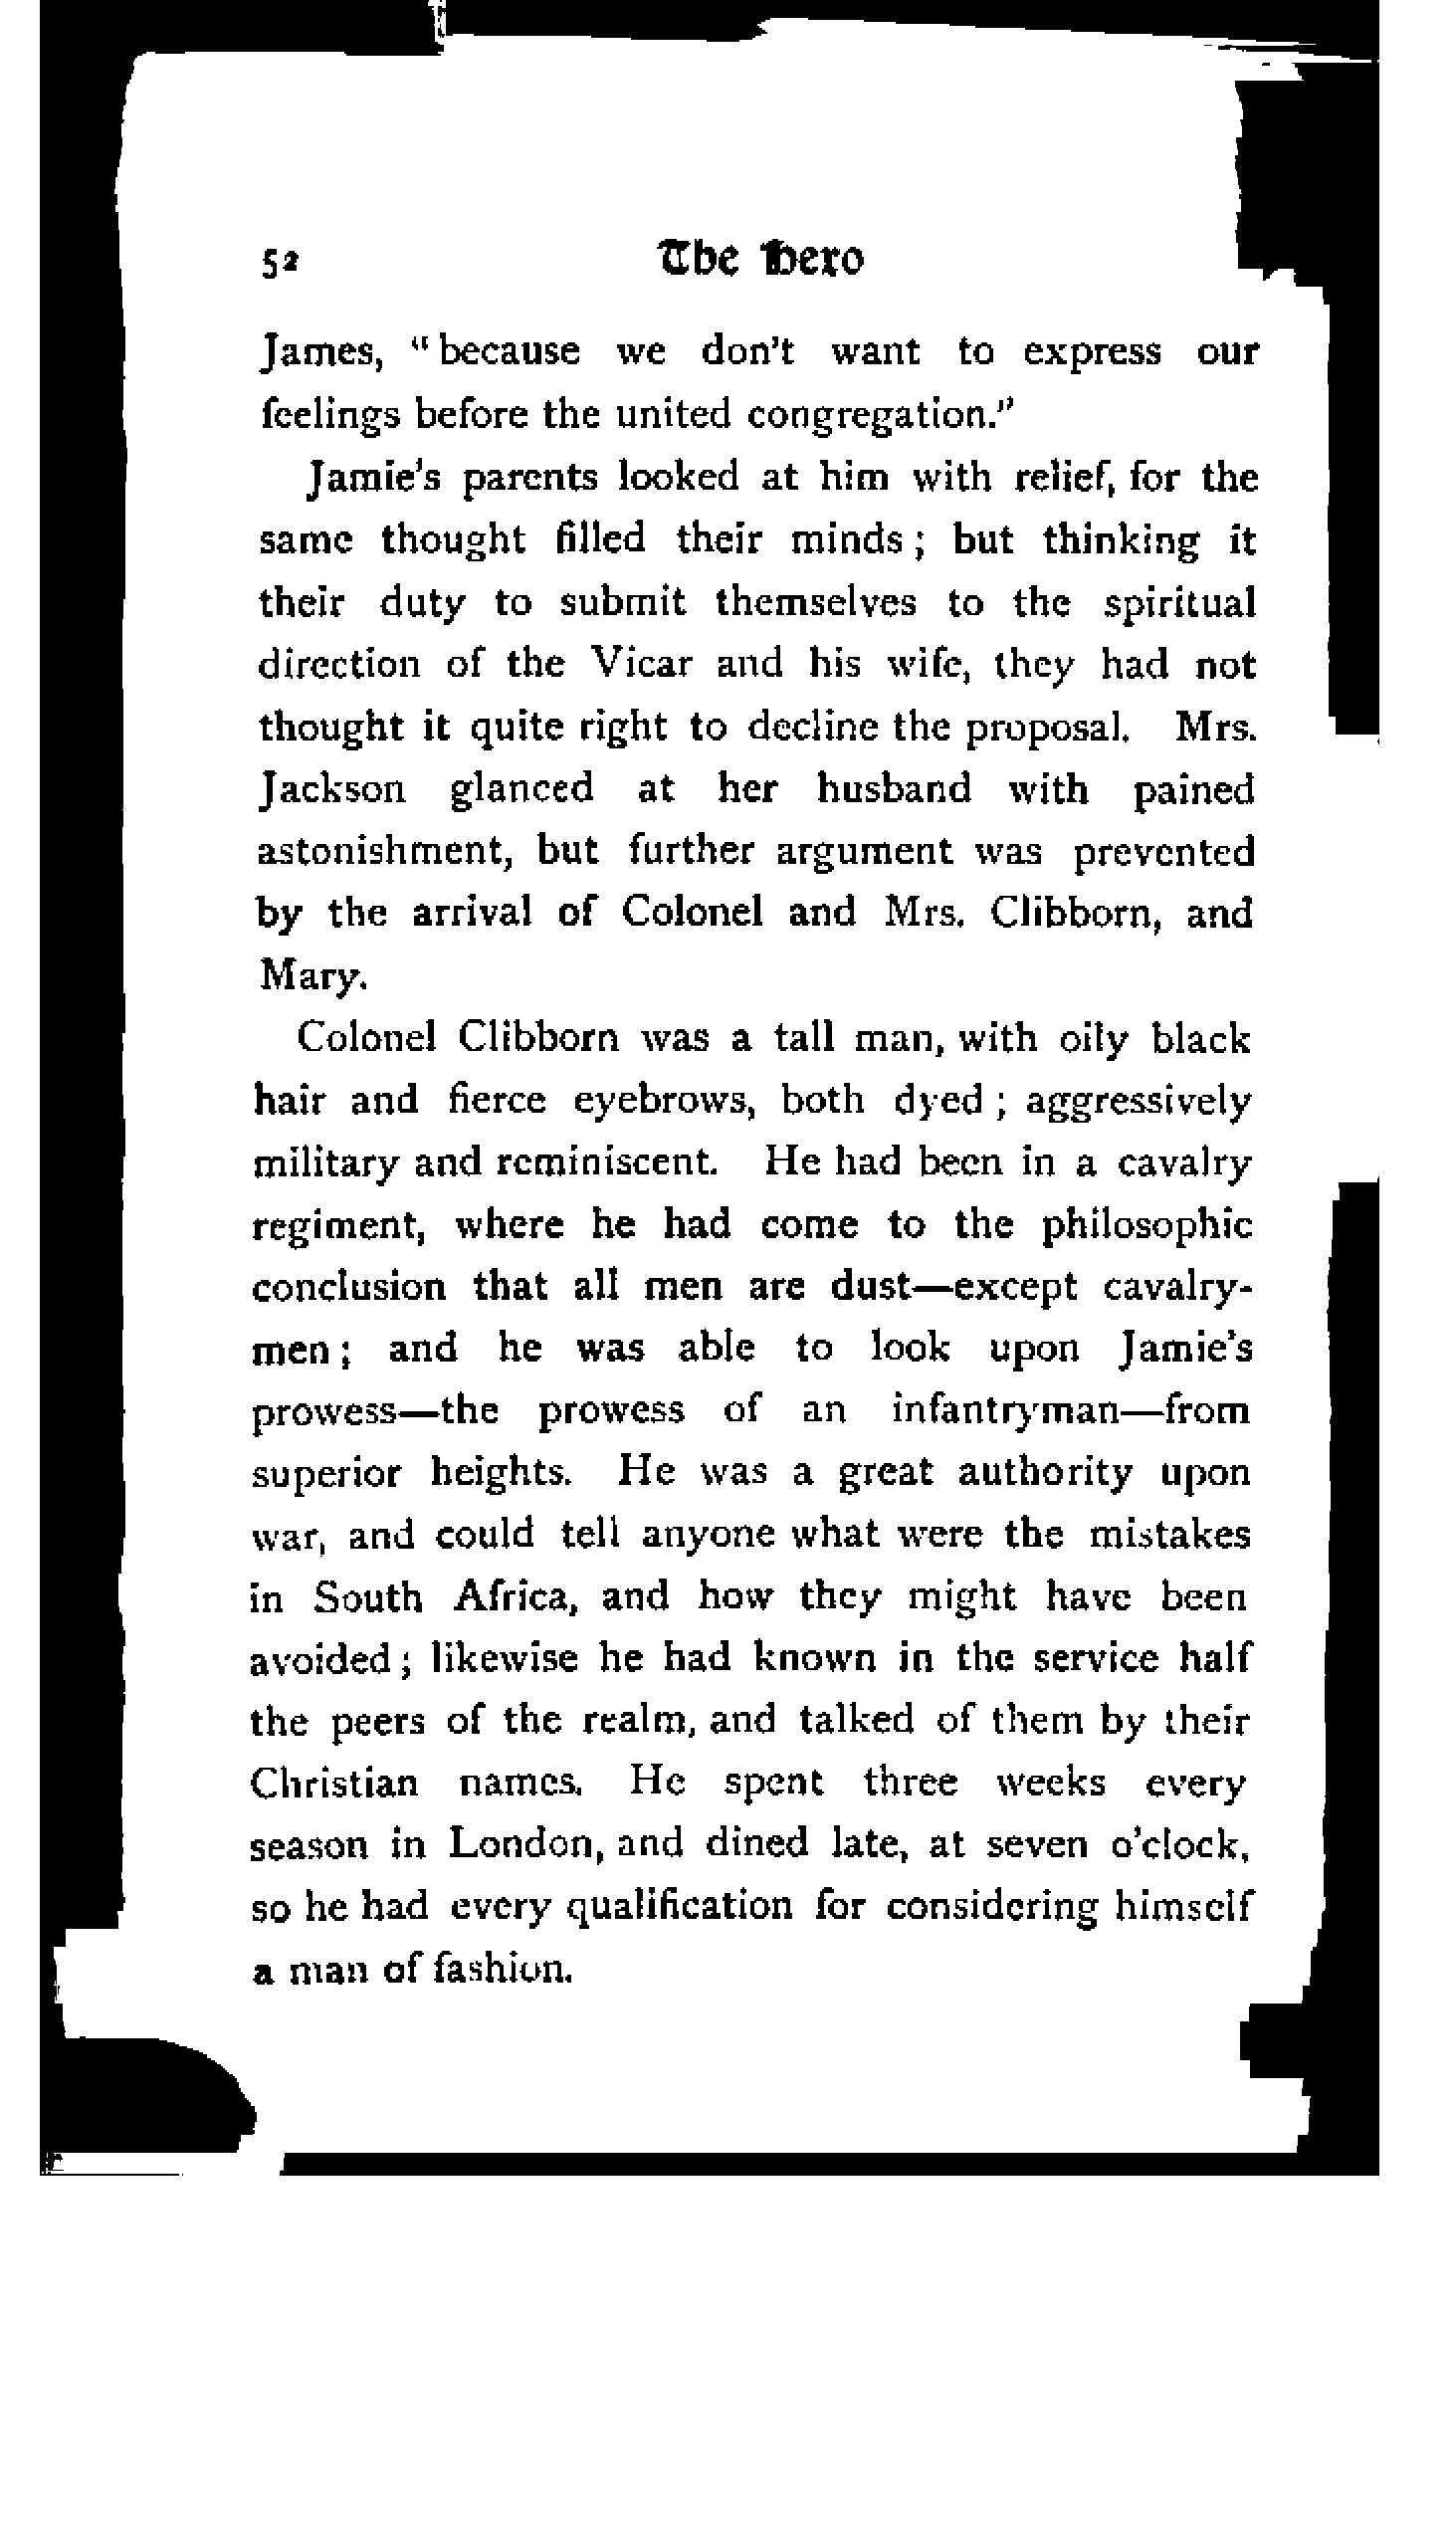 52 The Hero
James, "because we don't want to express our
feelings before the united congregation."
Jamie's parents looked at him with relief, for the
same thought filled their minds; but thinking it
their duty to submit themselves to the spiritual
direction of the Vicar and his wife, they had not
thought it quite right to decline the proposal. Mrs.
Jackson glanced at her husband with pained
astonishment, but further argument was prevented
by the arrival of Colonel and Mrs. Clibborn, and
Mary.
Colonel Clibborn was a tall man, with oily black
hair and fierce eyebrows, both dyed; aggressively
military and reminiscent. He had been in a cavalry
regiment, where he had come to the philosophic
conclusion that all men are dust—except cavalry-
men; and he was able to look upon Jamie's
prowess—the prowess of an infantryman—from
superior heights. He was a great authority upon
war, and could tell anyone what were the mistakes
in South Africa, and how they might have been
avoided; likewise he had known in the service half
the peers of the realm, and talked of them by their
Christian names. He spent three weeks every
season in London, and dined late, at seven o'clock,
so he had every qualification for considering himself
a man of fashion.